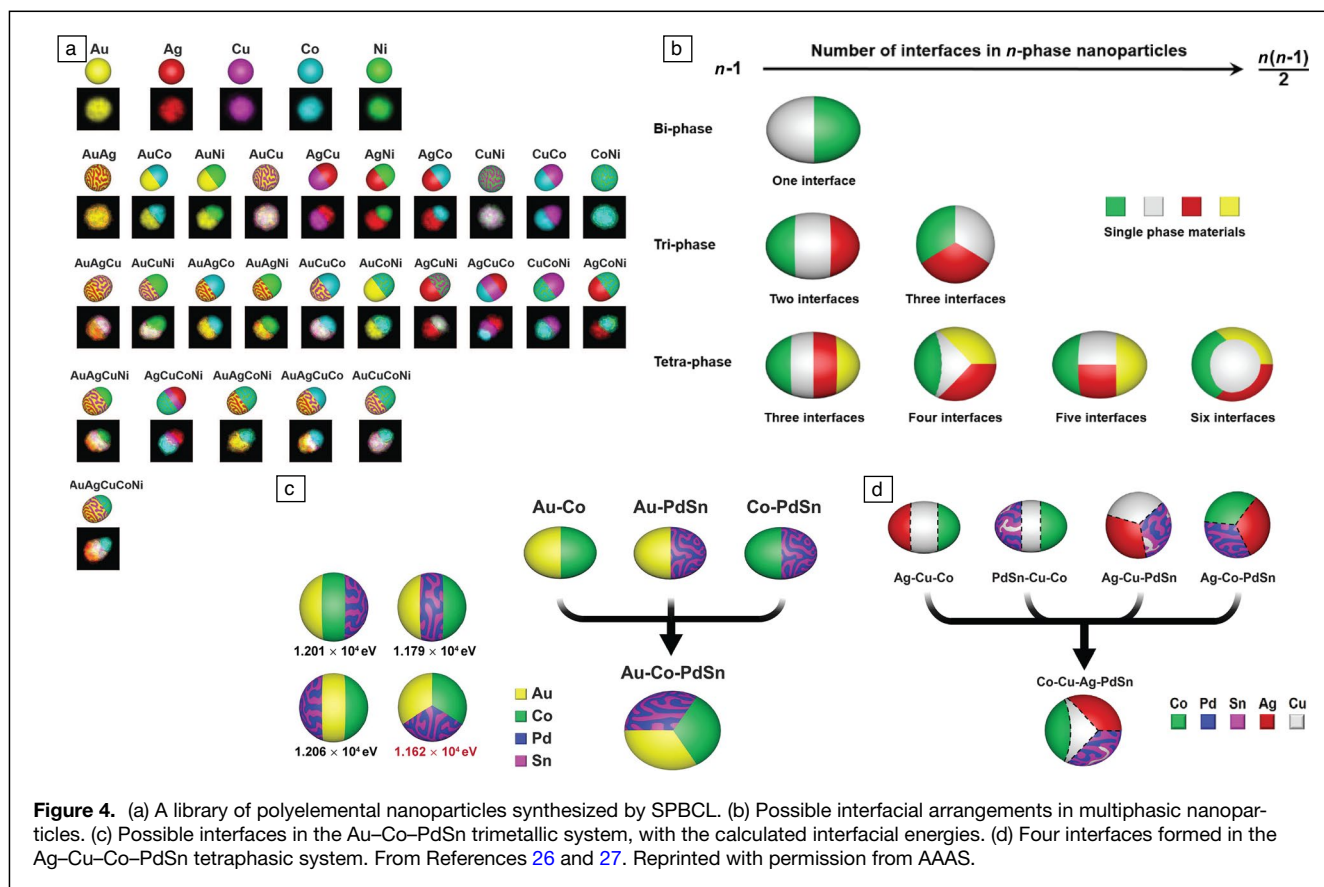 a
Au Ag Cu Co Ni
AuAg AuCo AuNi AuCu AgCu AgNi AgCo CuNi CuCo CoNi
AuAgCu AuCuNi AuAgCo AuAgNi AuCuCo AuCoNi AgCuNi AgCuCo CuCoNi AgCoNi
AuAgCuNi AgCuCoNi AuAgCoNi AuAgCuCo AuCuCoNi
AuAgCuCoNi
b
Number of interfaces in n-phase nanoparticles
n-1
n(n-1)
2
Bi-phase
One interface
Tri-phase
Two interfaces
Three interfaces
Single phase materials
Tetra-phase
Three interfaces
Four interfaces
Five interfaces
Six interfaces
c
1.201 × 10⁴ eV
1.179 × 10⁴ eV
1.206 × 10⁴ eV
1.162 × 10⁴ eV
Au
Co
Pd
Sn
Au-Co
Au-PdSn
Co-PdSn
Au-Co-PdSn
d
Ag-Cu-Co
PdSn-Cu-Co
Ag-Cu-PdSn
Ag-Co-PdSn
Co-Cu-Ag-PdSn
Co Pd Sn Ag Cu
Figure 4. (a) A library of polyelemental nanoparticles synthesized by SPBCL. (b) Possible interfacial arrangements in multiphasic nanopar-
ticles. (c) Possible interfaces in the Au–Co–PdSn trimetallic system, with the calculated interfacial energies. (d) Four interfaces formed in the
Ag–Cu–Co–PdSn tetraphasic system. From References 26 and 27. Reprinted with permission from AAAS.